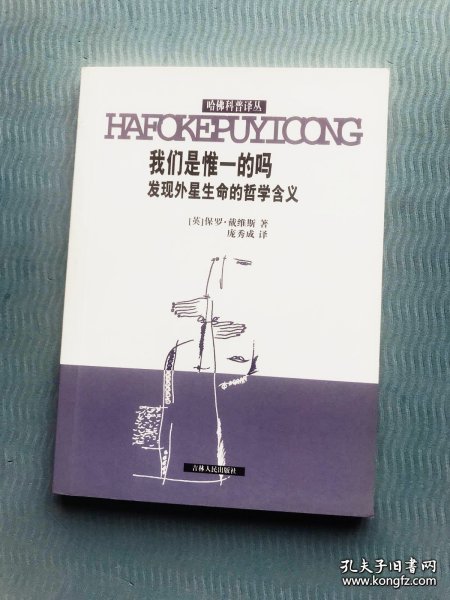 哈佛科普译丛
HAFOKEPUYICONG
我们是惟一的吗
发现外星生命的哲学含义
[英]保罗·戴维斯 著
庞秀成 译
吉林人民出版社
孔夫子旧书网
www.kongfz.com